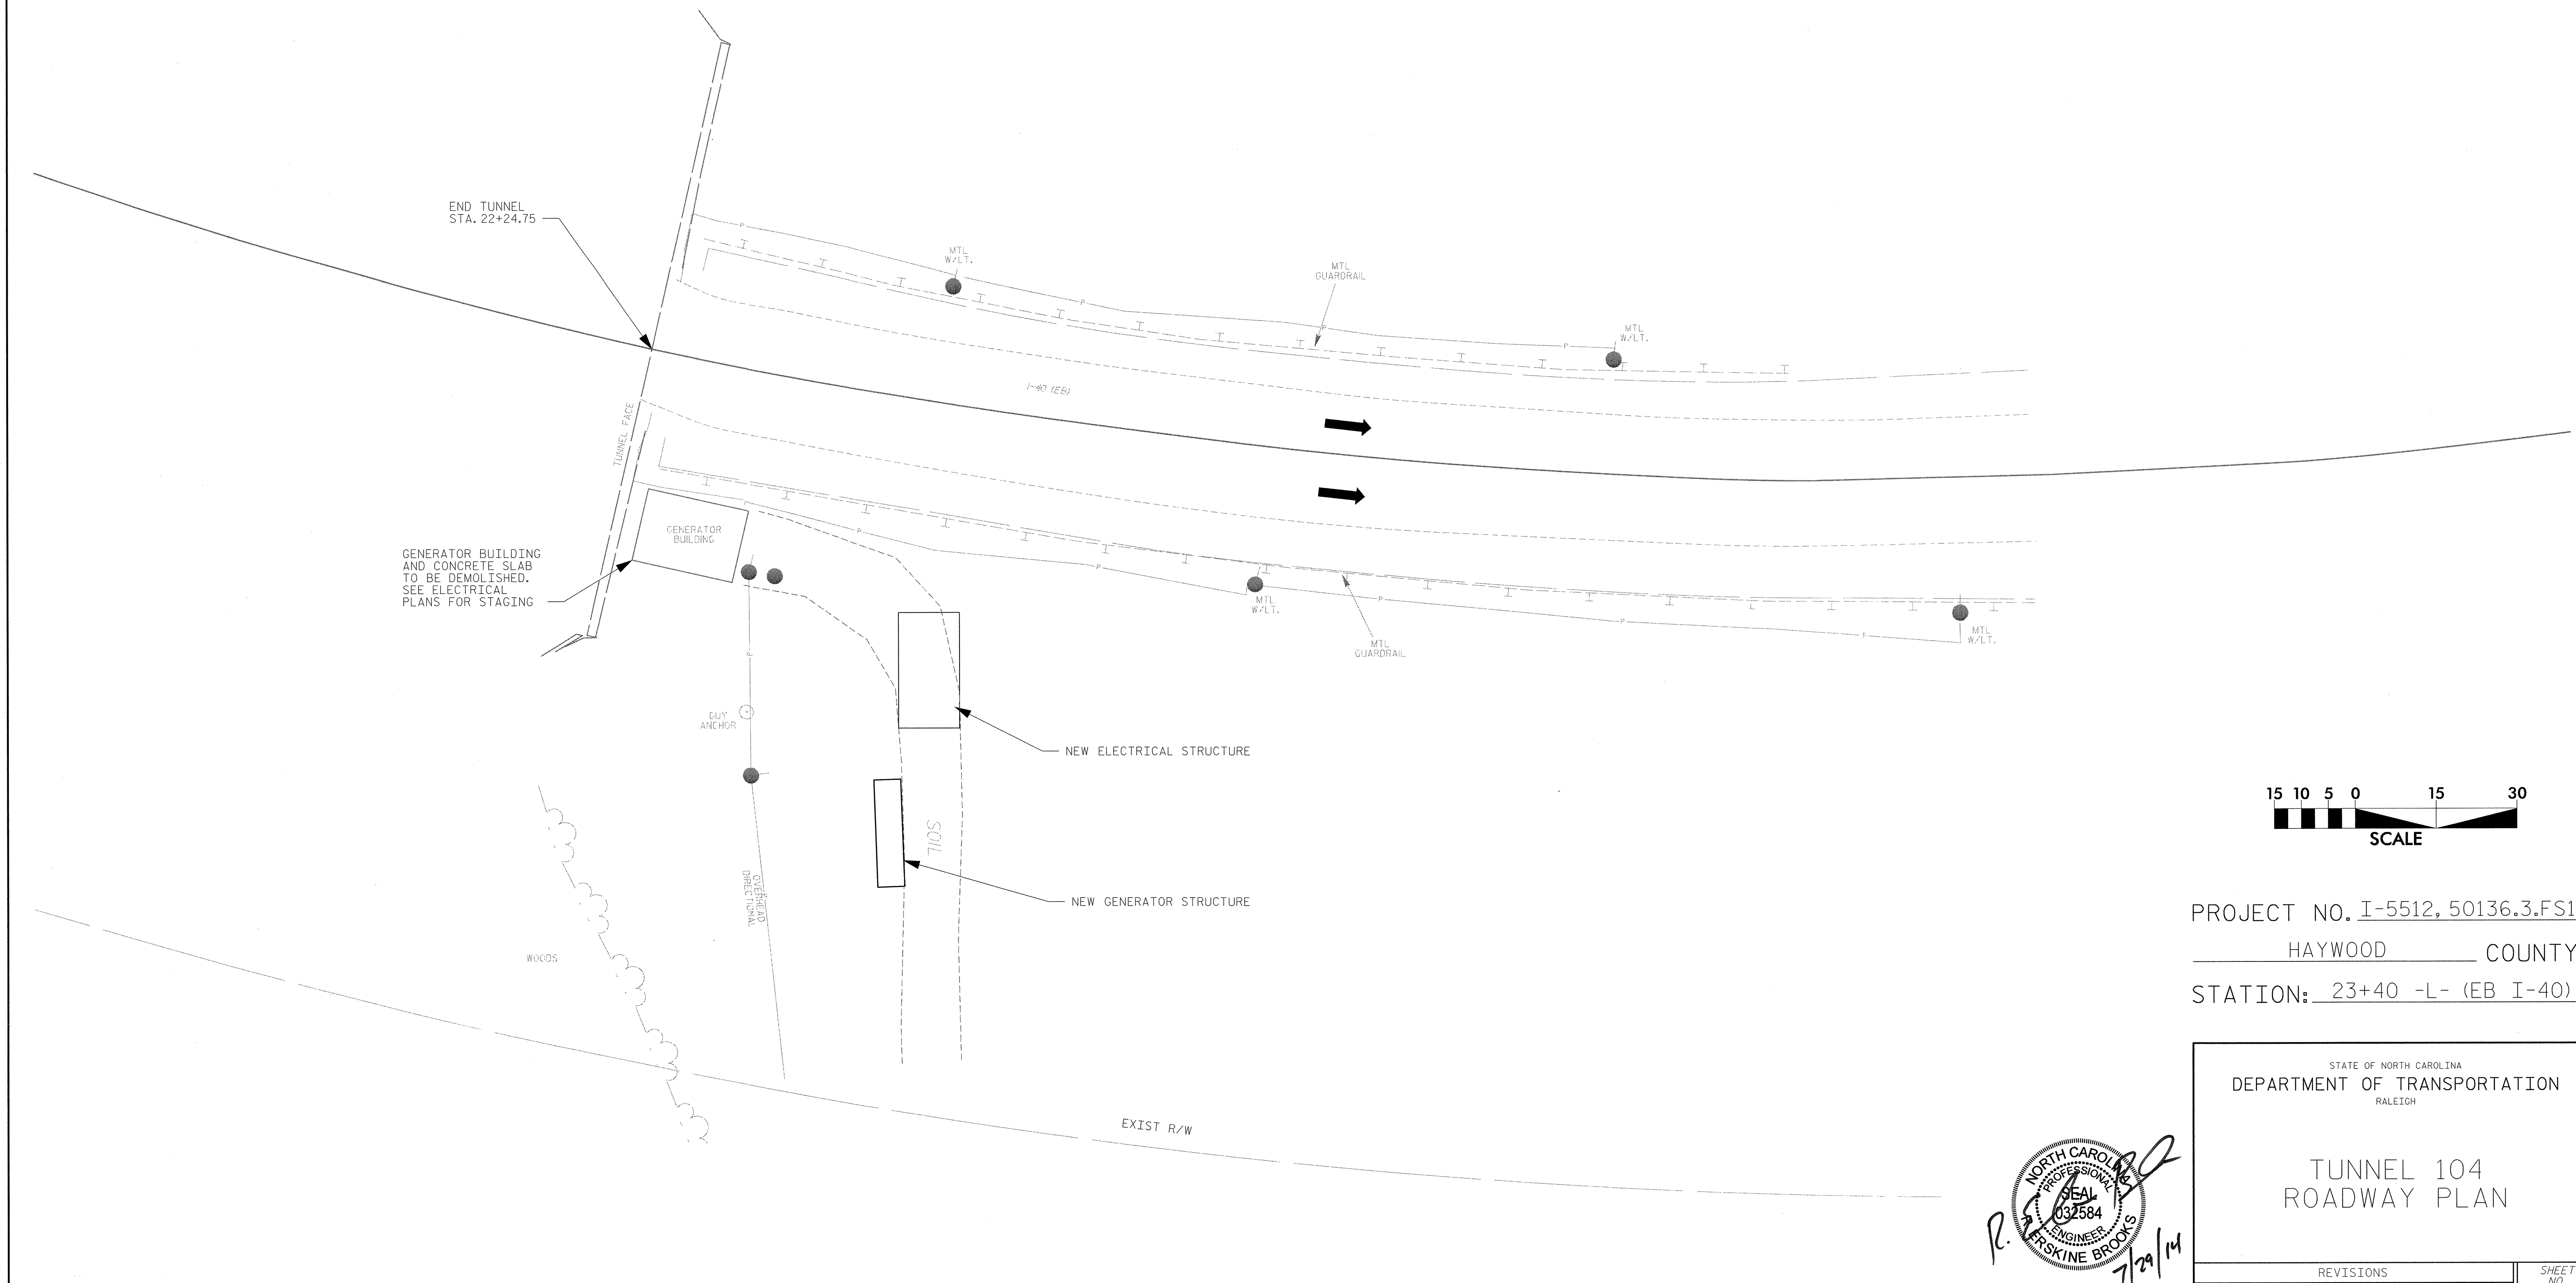 END TUNNEL
STA. 22+24.75
P
MTL
W/LT.
MTL
GUARDRAIL
P
P
P
MTL
W/LT.
I-40 (EB)
TUNNEL FACE
GENERATOR
BUILDING
GENERATOR BUILDING
AND CONCRETE SLAB
TO BE DEMOLISHED.
SEE ELECTRICAL
PLANS FOR STAGING
P
P
MTL
W/LT.
P
MTL
GUARDRAIL
P
P
MTL
W/LT.
P
GUY
ANCHOR
NEW ELECTRICAL STRUCTURE
SOIL
NEW GENERATOR STRUCTURE
OVERHEAD
DIRECTIONAL
WOODS
EXIST R/W
15 10 5 0 15 30
SCALE
PROJECT NO. I-5512, 50136.3.FS1
HAYWOOD COUNTY
STATION: 23+40 -L- (EB I-40)
STATE OF NORTH CAROLINA
DEPARTMENT OF TRANSPORTATION
RALEIGH
TUNNEL 104
ROADWAY PLAN
NORTH CAROLINA
PROFESSIONAL
SEAL
032584
ENGINEER
R. ERSKINE BROOKS
7/29/14
REVISIONS
SHEET
NO.